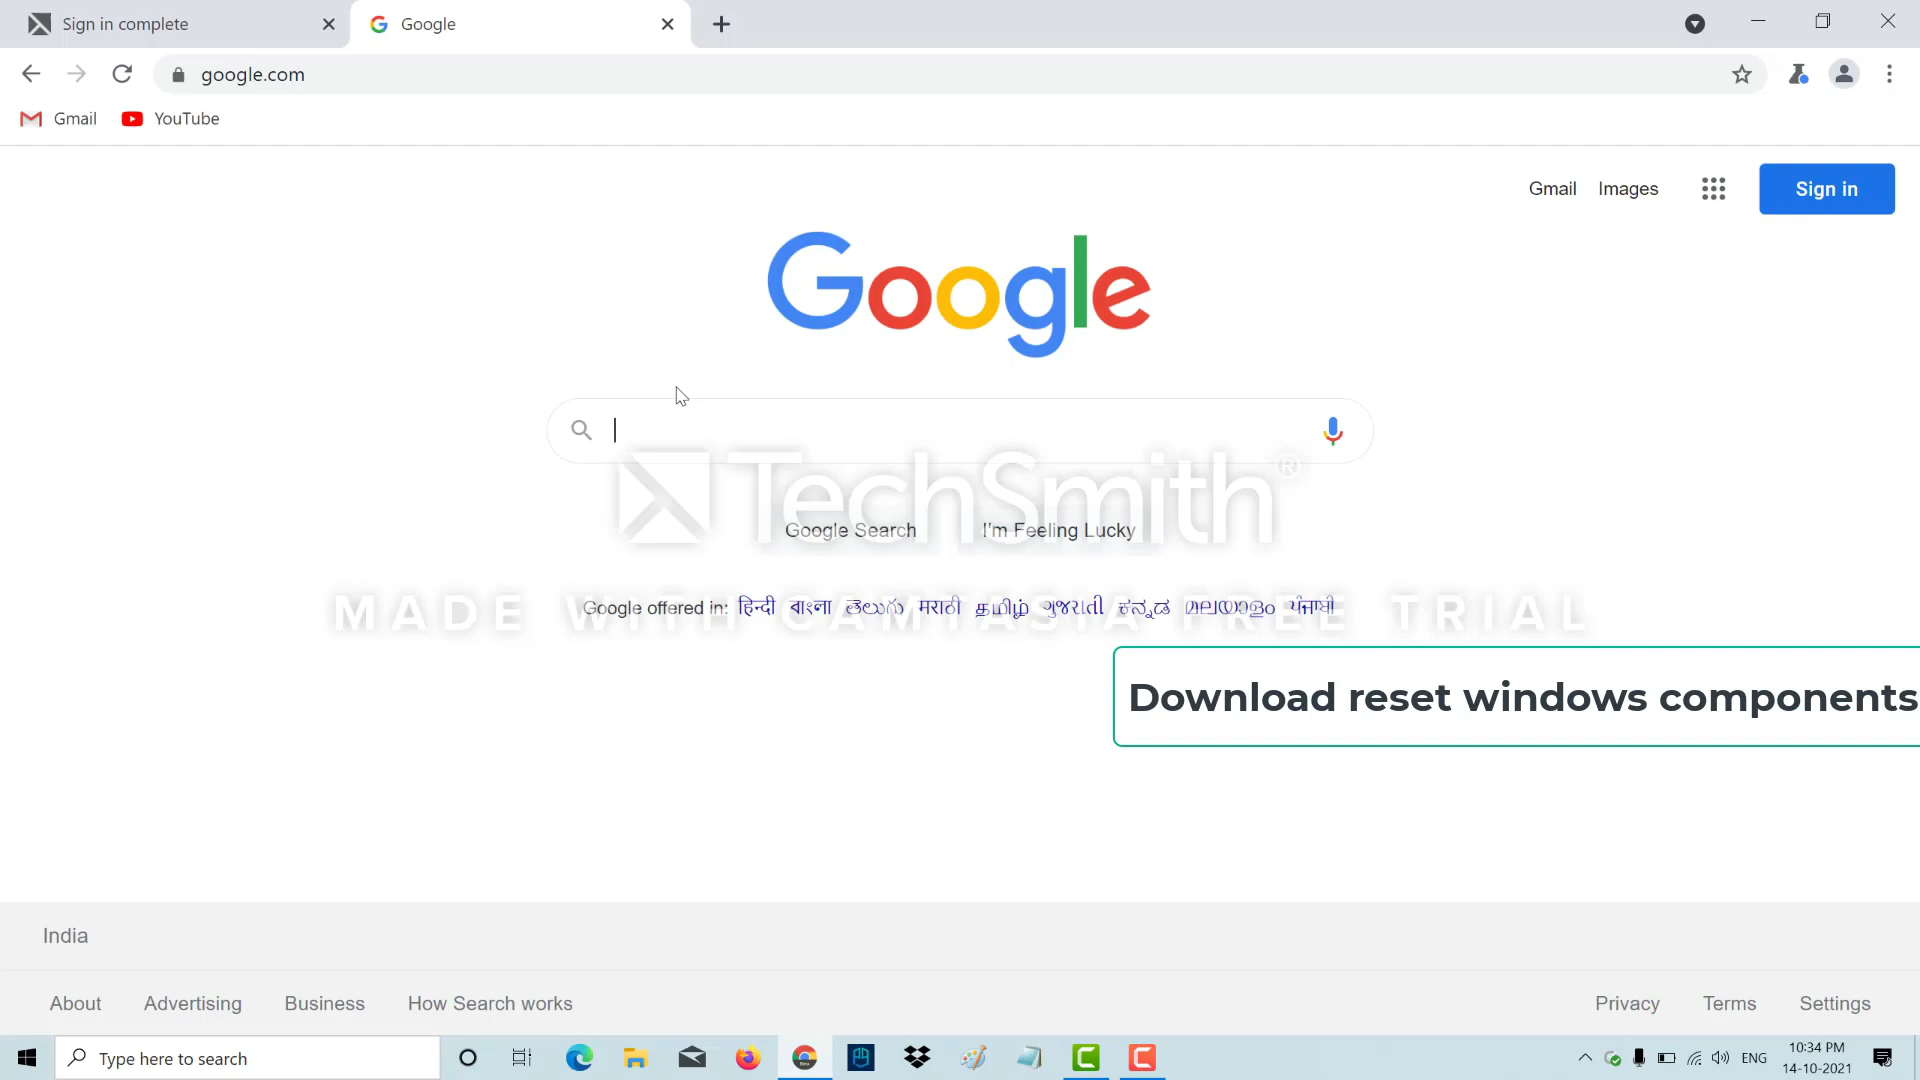 Sign in complete
Google
google.com
Gmail
YouTube
Gmail Images
Sign in
Google
TechSmith®
Google Search I'm Feeling Lucky
Google offered in: हिन्दी বাংলা తెలుగు मराठी தமிழ் ગુજરાતી ಕನ್ನಡ മലയാളം ਪੰਜਾਬੀ
MADE WITH CAMTASIA FREE TRIAL
Download reset windows components
India
About Advertising Business How Search works
Privacy Terms Settings
Type here to search
ENG
10:34 PM
14-10-2021